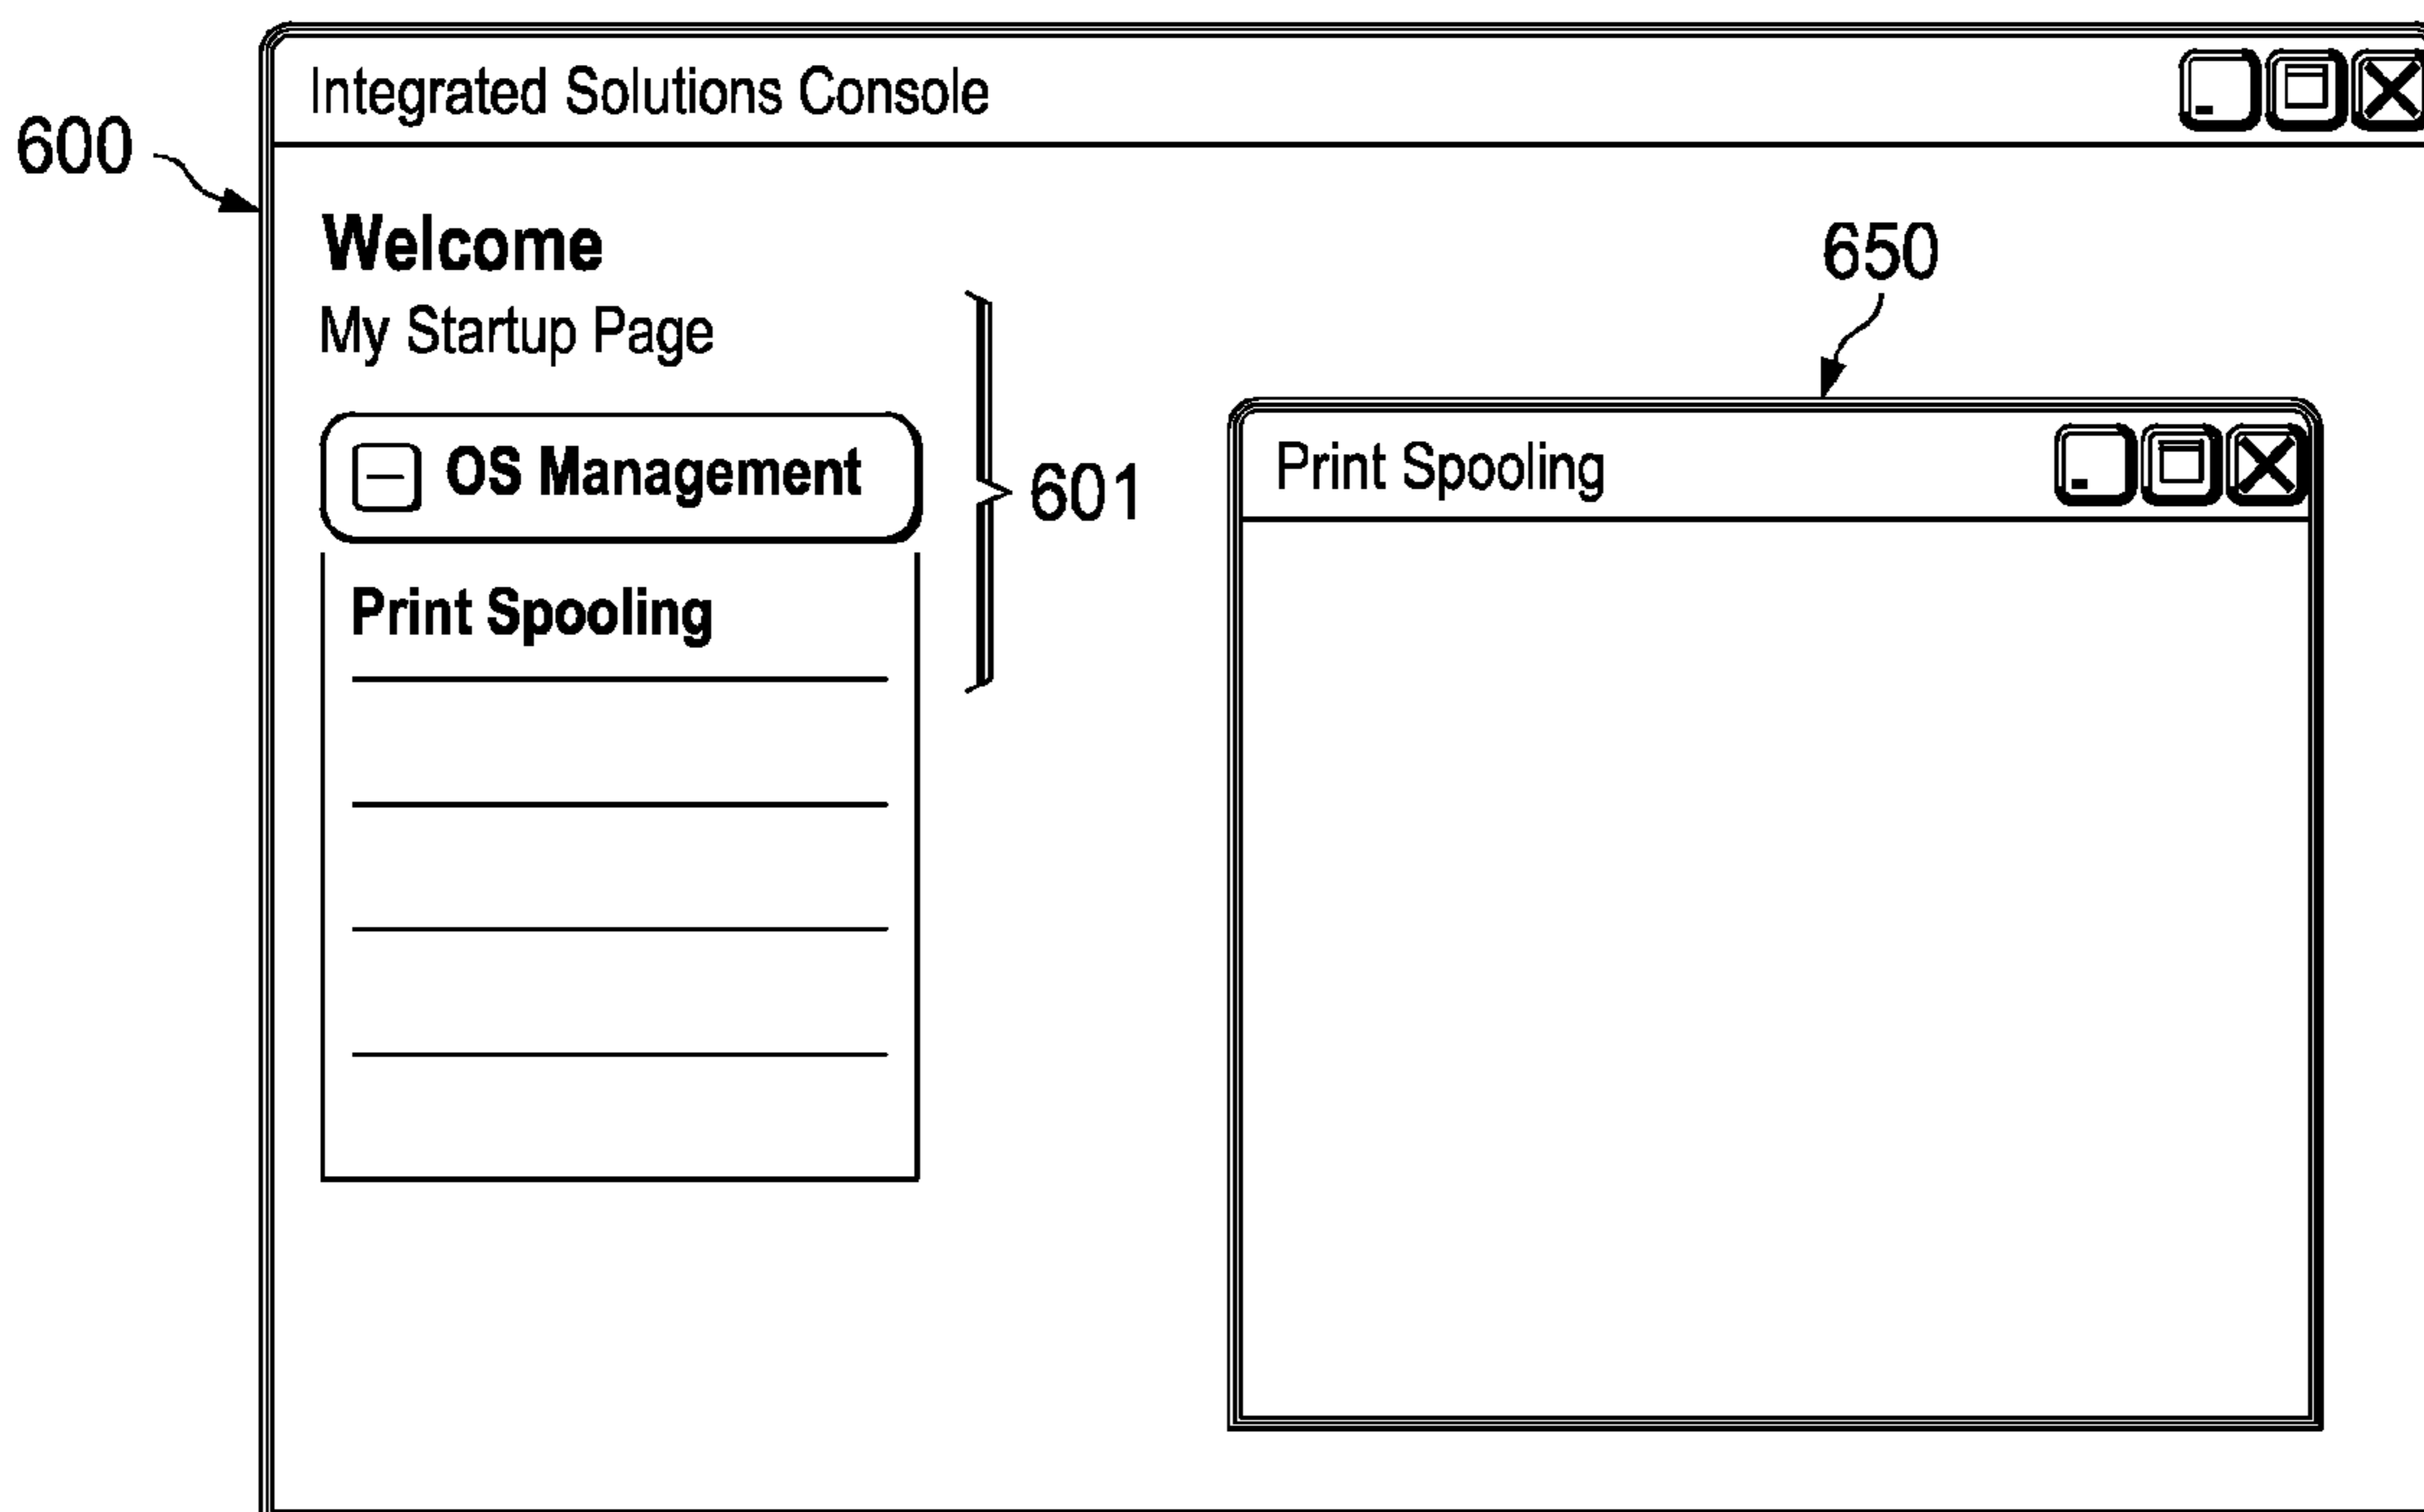 Integrated Solutions Console
600
Welcome
650
My Startup Page
OS Management
601
Print Spooling
Print Spooling